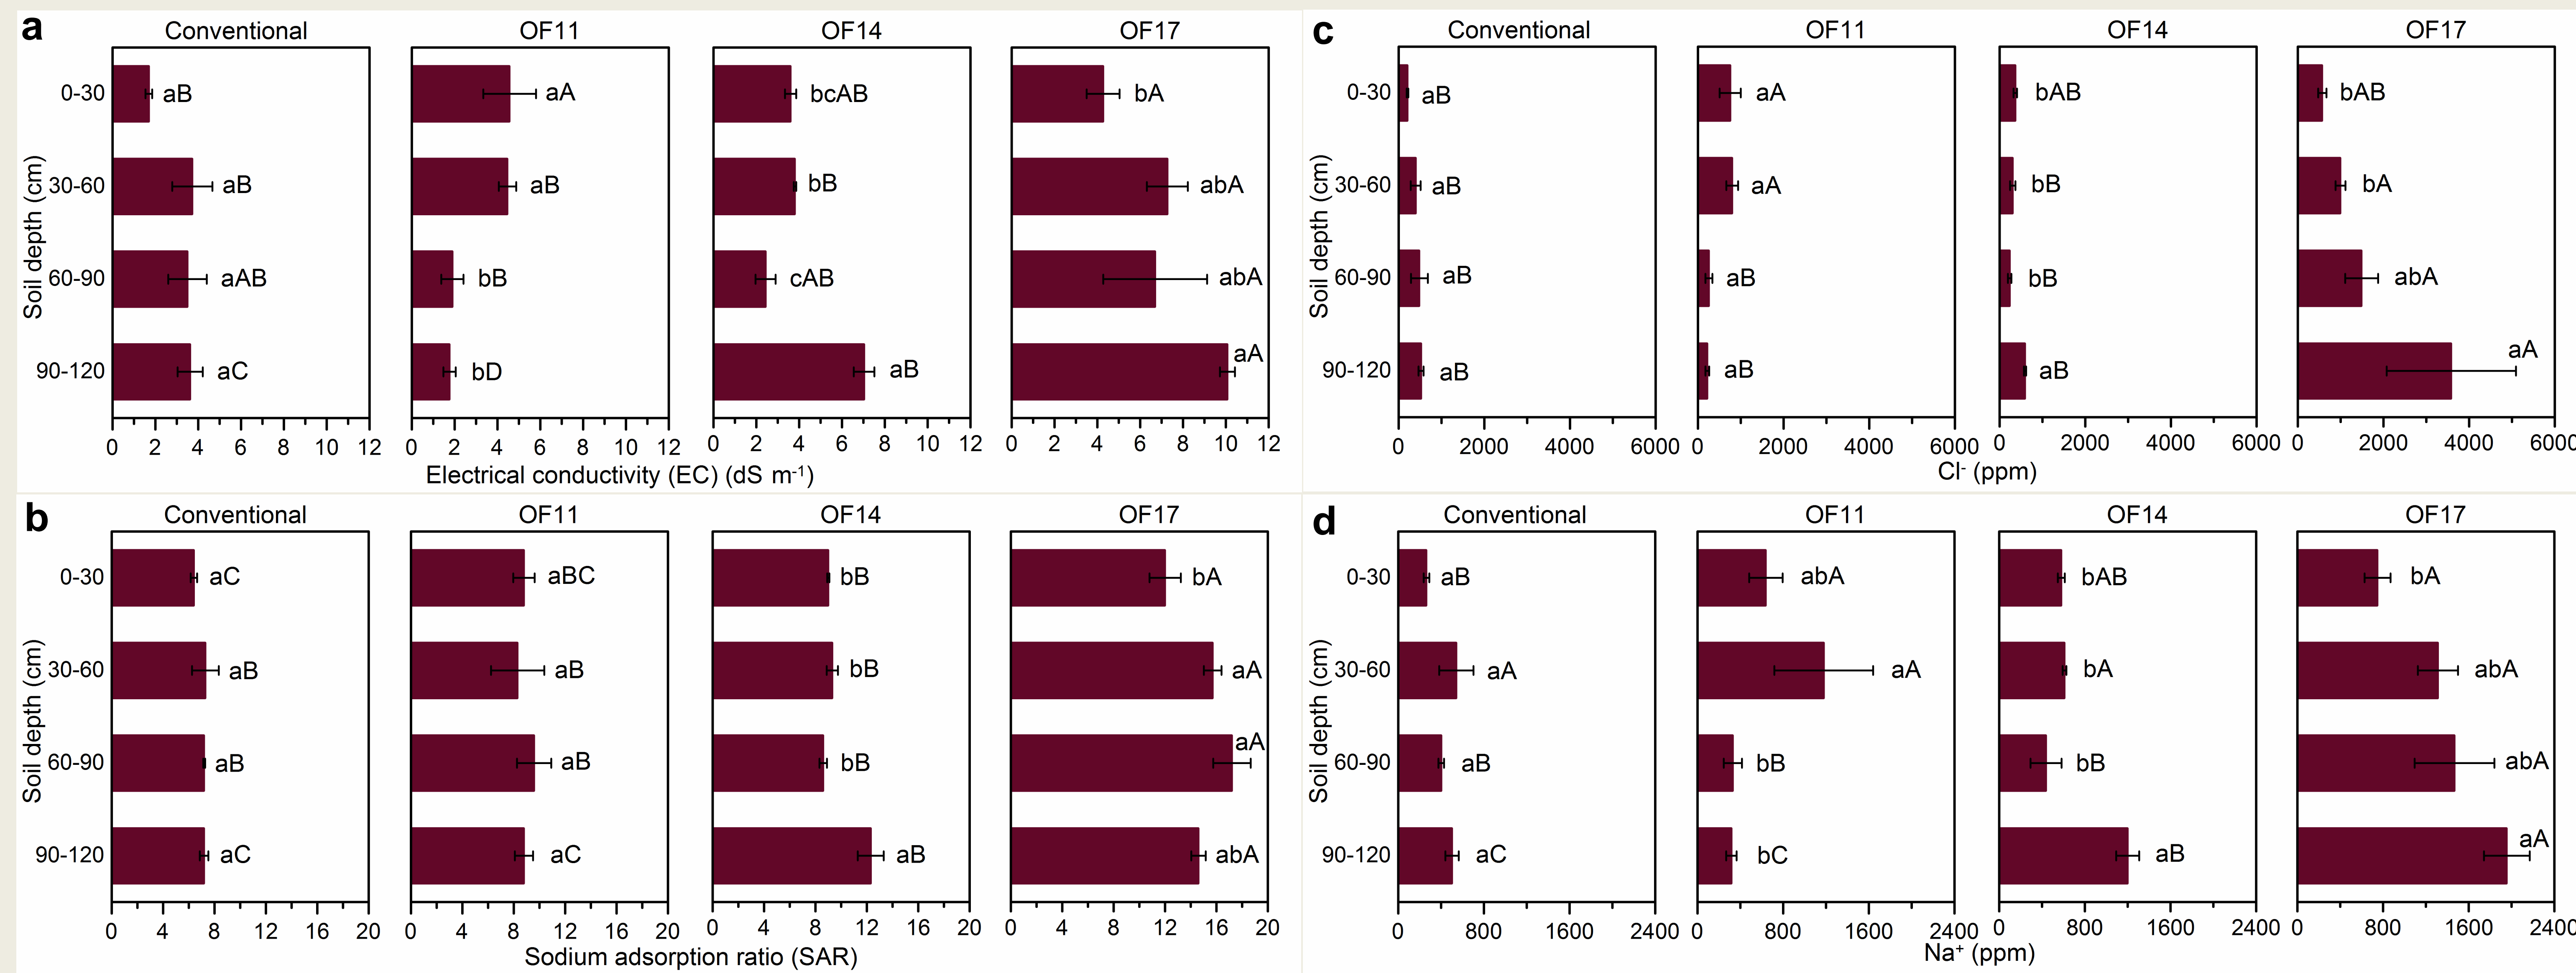 a
Conventional OF11 OF14 OF17
0-30 aB aA bcAB bA
30-60 aB aB bB abA
60-90 aAB bB cAB abA
90-120 aC bD aB aA
Soil depth (cm)
0 2 4 6 8 10 12 0 2 4 6 8 10 12 0 2 4 6 8 10 12 0 2 4 6 8 10 12
Electrical conductivity (EC) (dS m⁻¹)
c
Conventional OF11 OF14 OF17
0-30 aB aA bAB bAB
30-60 aB aA bB bA
60-90 aB aB bB abA
90-120 aB aB aB aA
Soil depth (cm)
0 2000 4000 6000 0 2000 4000 6000 0 2000 4000 6000 0 2000 4000 6000
Cl⁻ (ppm)
b
Conventional OF11 OF14 OF17
0-30 aC aBC bB bA
30-60 aB aB bB aA
60-90 aB aB bB aA
90-120 aC aC aB abA
Soil depth (cm)
0 4 8 12 16 20 0 4 8 12 16 20 0 4 8 12 16 20 0 4 8 12 16 20
Sodium adsorption ratio (SAR)
d
Conventional OF11 OF14 OF17
0-30 aB abA bAB bA
30-60 aA aA bA abA
60-90 aB bB bB abA
90-120 aC bC aB aA
Soil depth (cm)
0 800 1600 2400 0 800 1600 2400 0 800 1600 2400 0 800 1600 2400
Na⁺ (ppm)